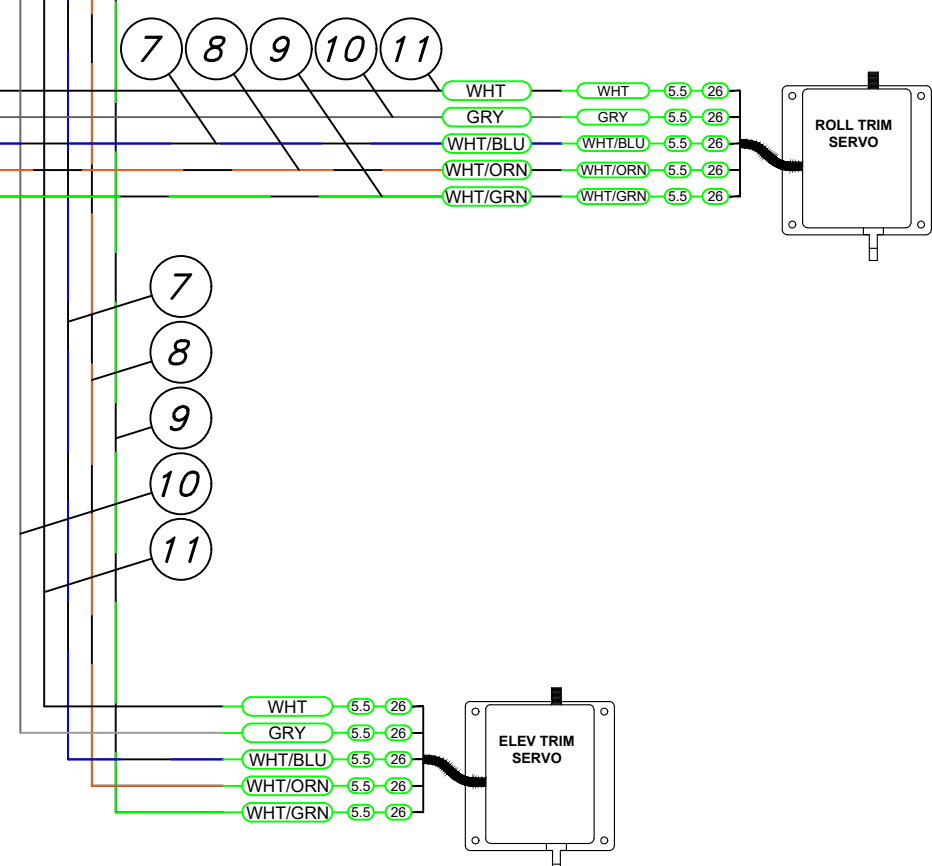 7 8 9 10 11
WHT WHT 5.5 26
GRY GRY 5.5 26
WHT/BLU WHT/BLU 5.5 26
WHT/ORN WHT/ORN 5.5 26
WHT/GRN WHT/GRN 5.5 26
ROLL TRIM
SERVO
7
8
9
10
11
WHT 5.5 26
GRY 5.5 26
WHT/BLU 5.5 26
WHT/ORN 5.5 26
WHT/GRN 5.5 26
ELEV TRIM
SERVO